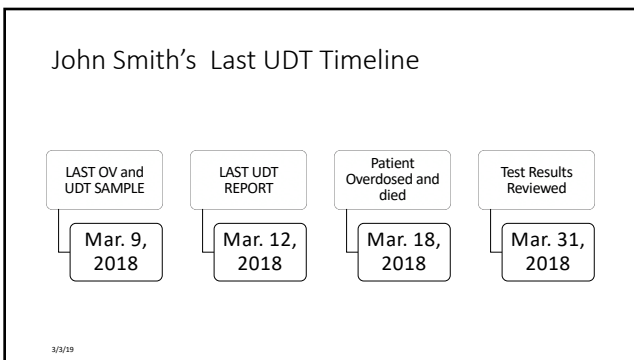 John Smith’s  Last UDT Timeline
LAST OV and
UDT SAMPLE
Mar. 9,
2018
LAST UDT
REPORT
Mar. 12,
2018
Patient
Overdosed and
died
Mar. 18,
2018
Test Results
Reviewed
Mar. 31,
2018
3/3/19